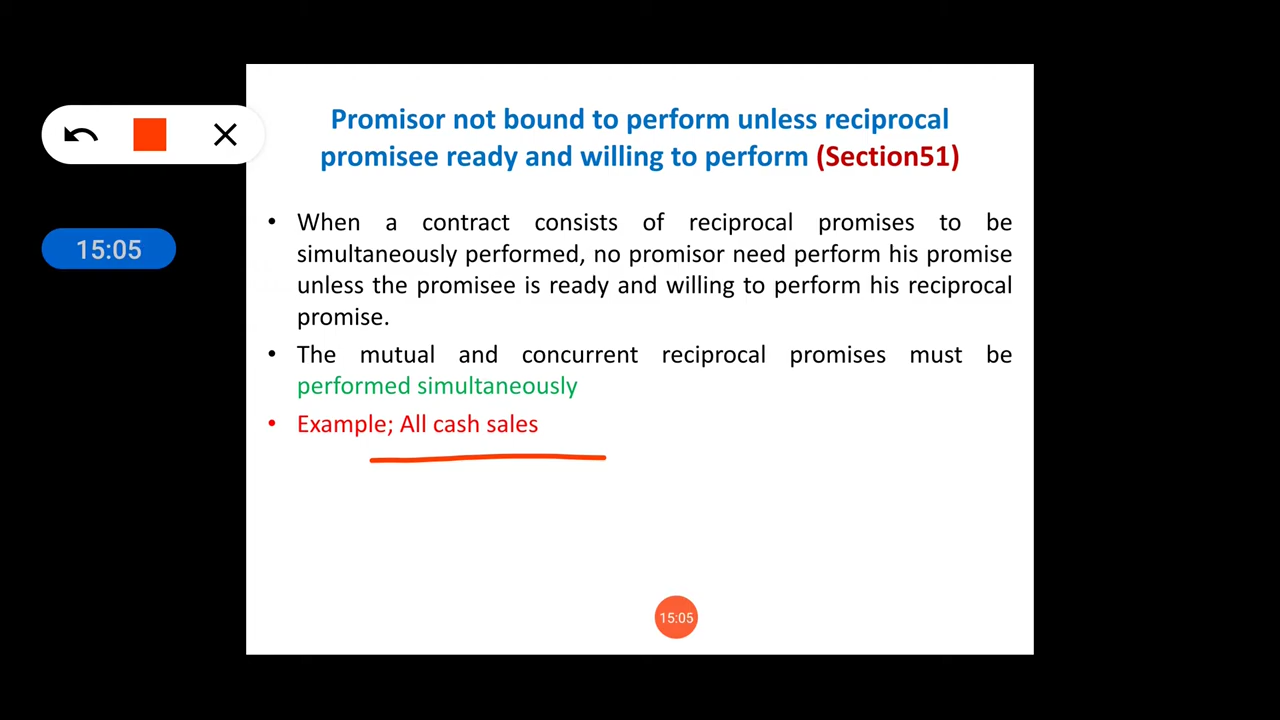 Promisor not bound to perform unless reciprocal
promisee ready and willing to perform (Section51)
15:05
• When a contract consists of reciprocal promises to be
simultaneously performed, no promisor need perform his promise
unless the promisee is ready and willing to perform his reciprocal
promise.
• The mutual and concurrent reciprocal promises must be
performed simultaneously
• Example; All cash sales
15:05